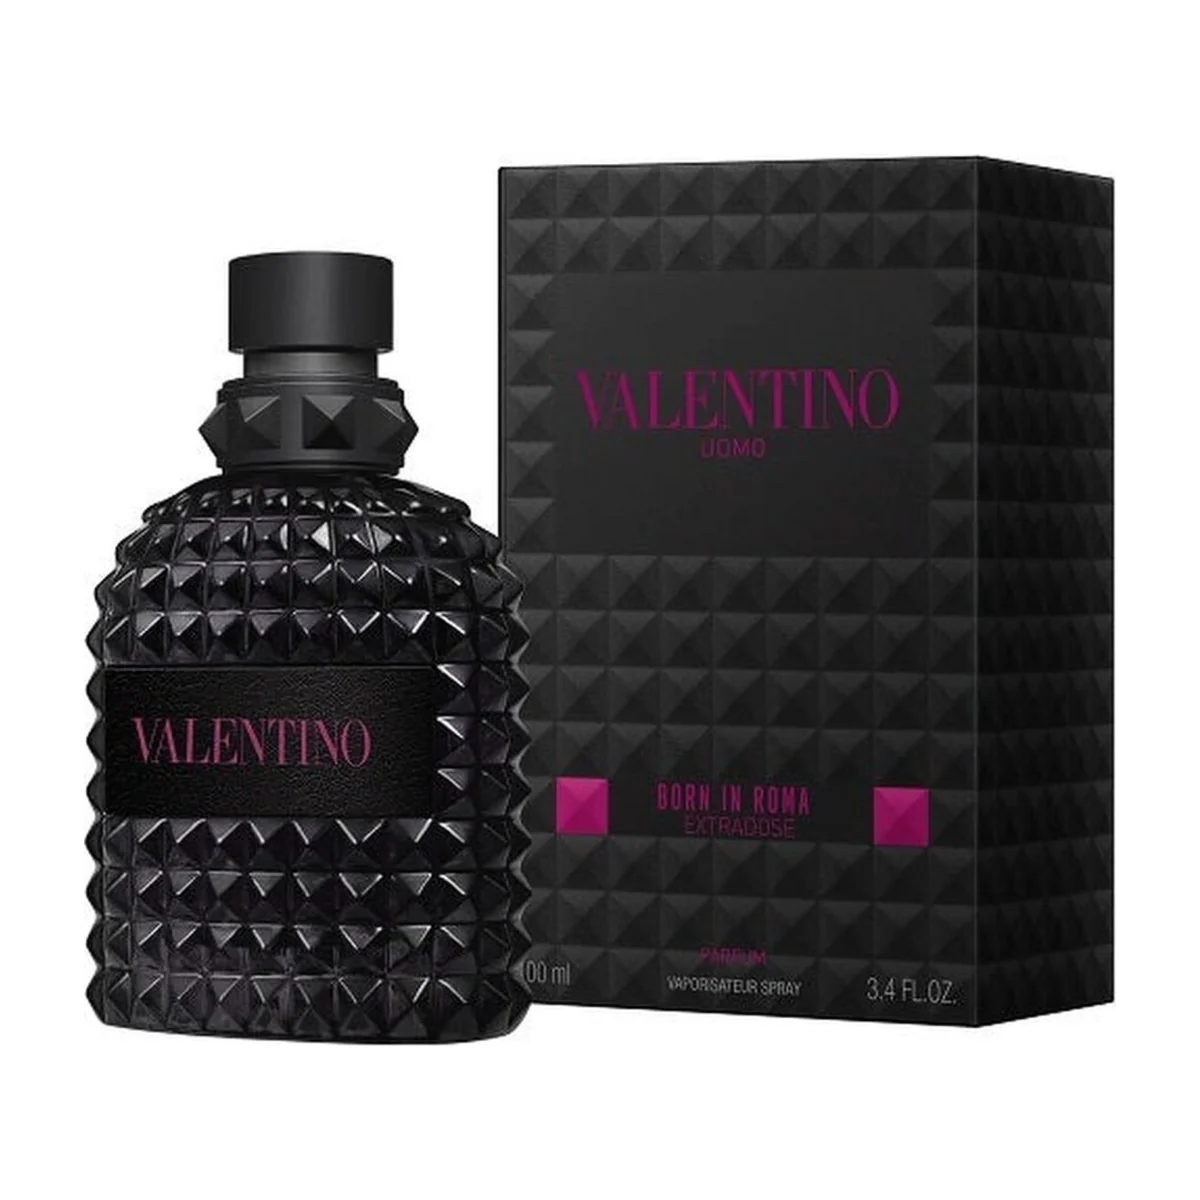 VALENTINO
VALENTINO
UOMO
BORN IN ROMA
EXTRADOSE
PARFUM
VAPORISATEUR SPRAY
00 ml
3.4 FL.OZ.